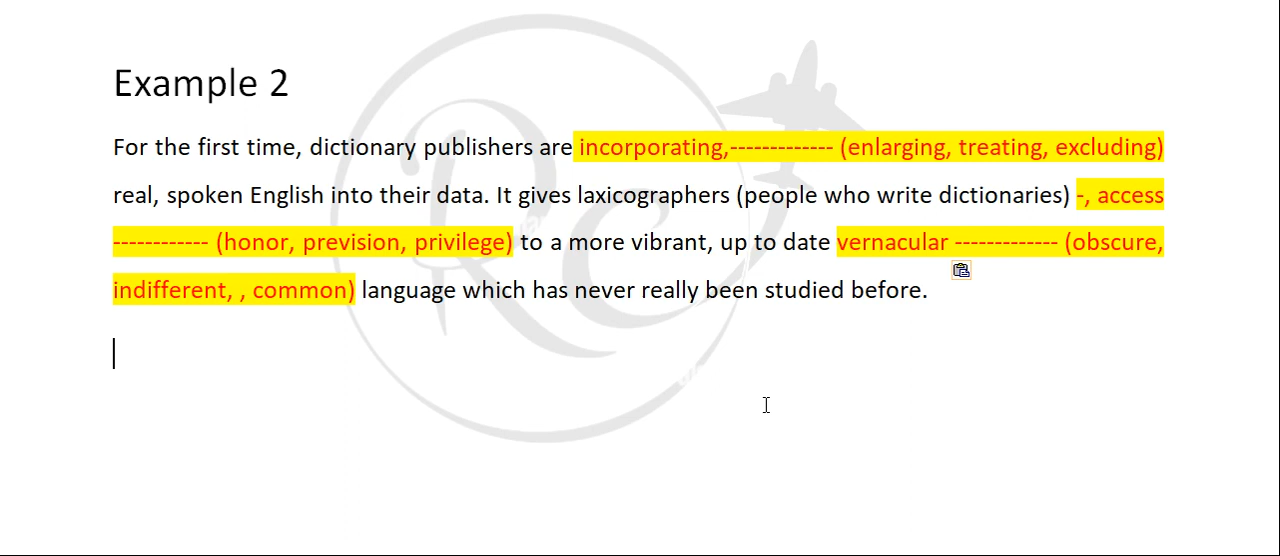 Example 2
For the first time, dictionary publishers are incorporating,------------- (enlarging, treating, excluding)
real, spoken English into their data. It gives laxicographers (people who write dictionaries) -, access
------------ (honor, prevision, privilege) to a more vibrant, up to date vernacular ------------- (obscure,
indifferent, , common) language which has never really been studied before.